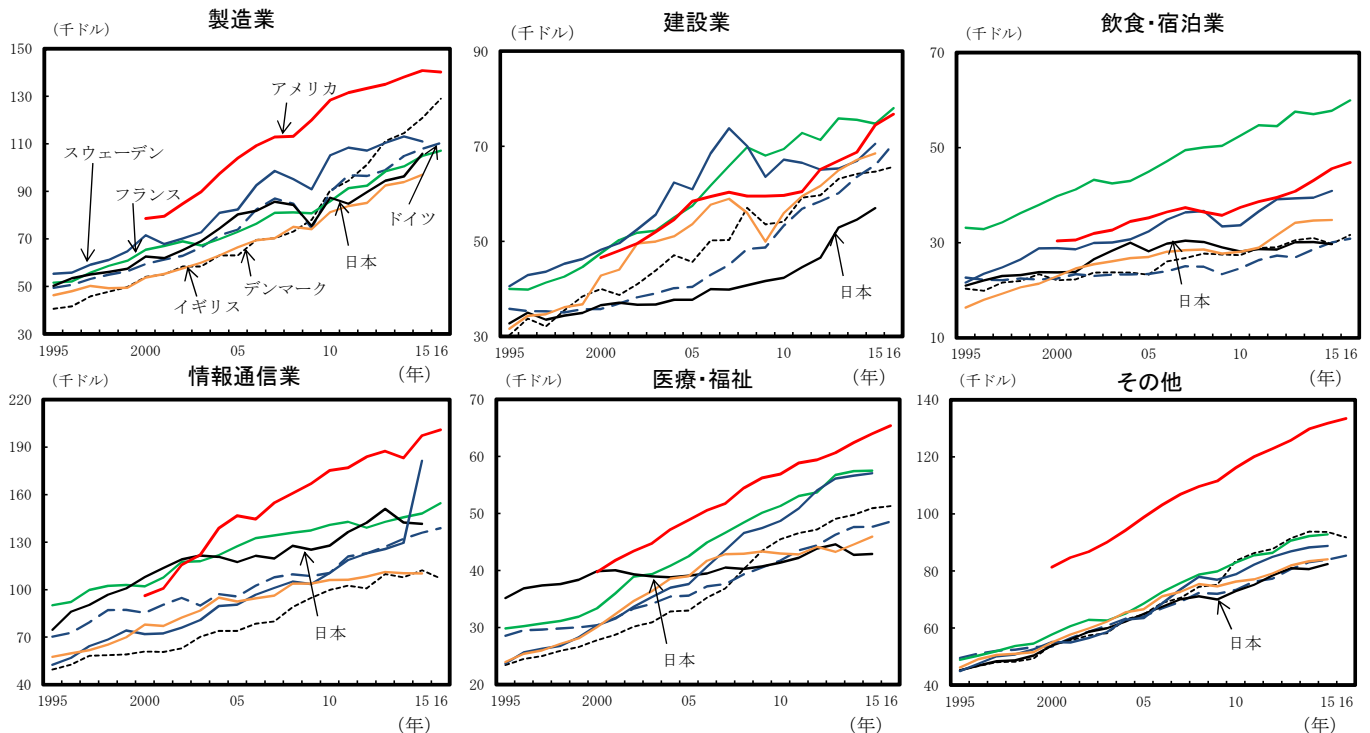 製造業
（千ドル）
150
130
110
90
70
50
30
アメリカ
スウェーデン
フランス
ドイツ
日本
デンマーク
イギリス
1995 2000 05 10 15 16
（年）
建設業
（千ドル）
90
70
50
30
日本
1995 2000 05 10 15 16
（年）
飲食・宿泊業
（千ドル）
70
50
30
10
日本
1995 2000 05 10 15 16
（年）
情報通信業
（千ドル）
220
190
160
130
100
70
40
日本
1995 2000 05 10 15 16
（年）
医療・福祉
（千ドル）
70
60
50
40
30
20
日本
1995 2000 05 10 15 16
（年）
その他
（千ドル）
140
120
100
80
60
40
日本
1995 2000 05 10 15 16
（年）